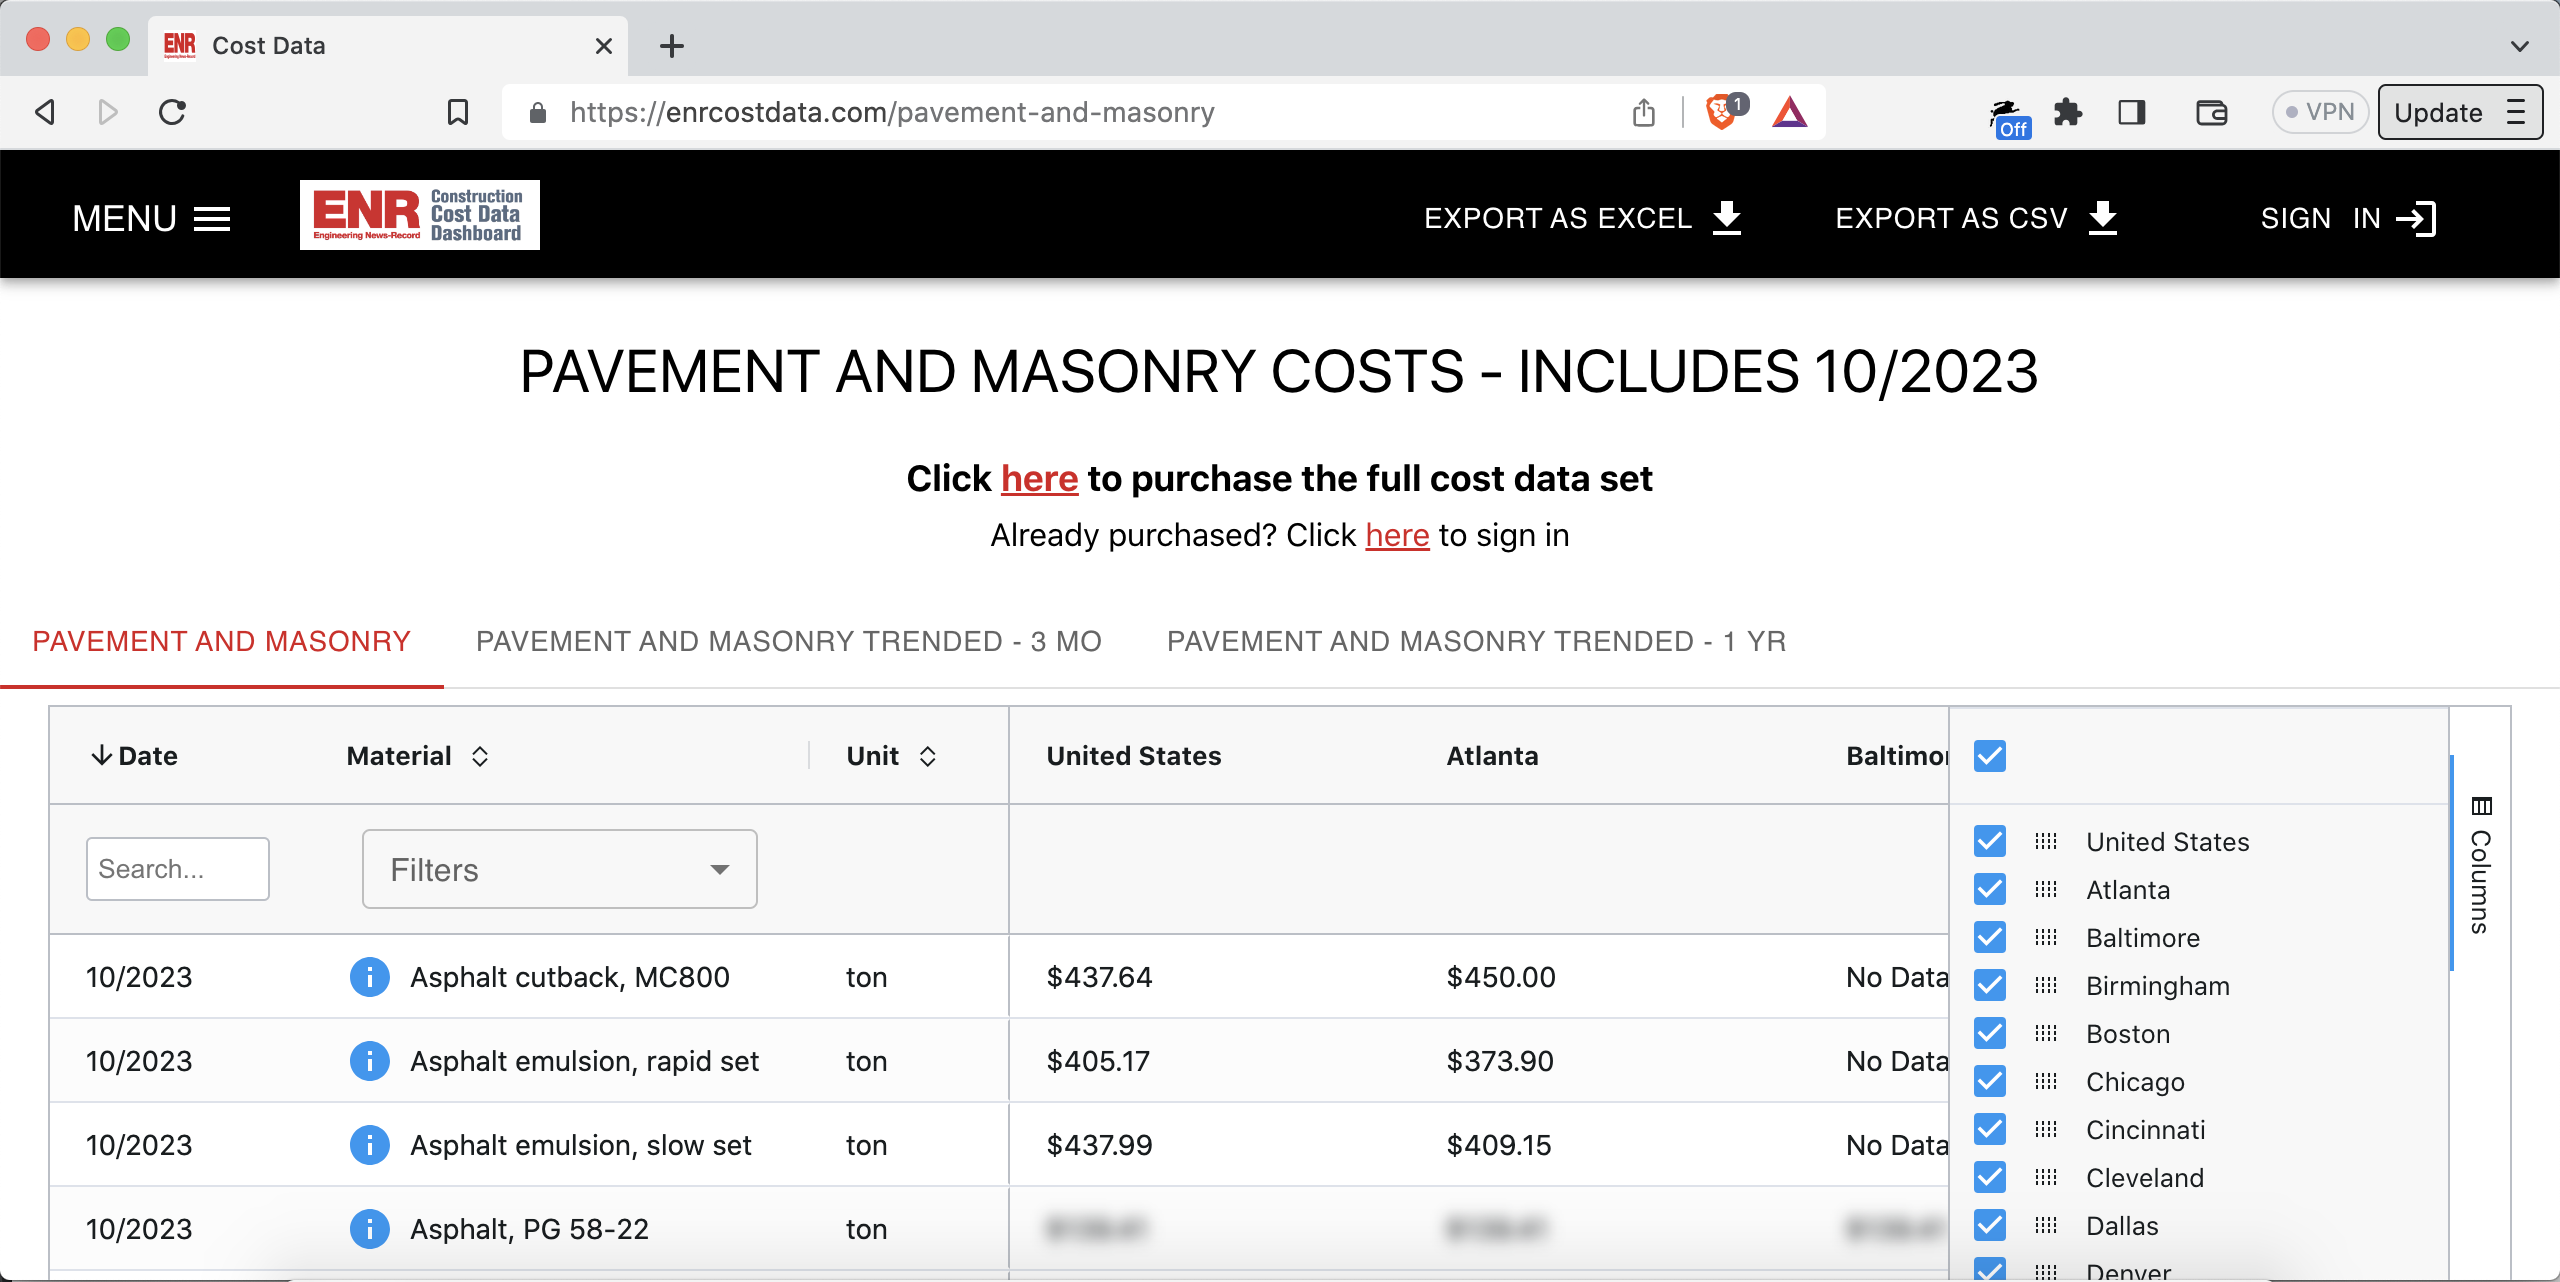 Cost Data
https://enrcostdata.com/pavement-and-masonry
1
Off
VPN
Update
MENU
ENR
Engineering News-Record
Construction
Cost Data
Dashboard
EXPORT AS EXCEL
EXPORT AS CSV
SIGN IN
PAVEMENT AND MASONRY COSTS - INCLUDES 10/2023
Click here to purchase the full cost data set
Already purchased? Click here to sign in
PAVEMENT AND MASONRY
PAVEMENT AND MASONRY TRENDED - 3 MO
PAVEMENT AND MASONRY TRENDED - 1 YR
Date Material Unit United States Atlanta Baltimo
Search... Filters
10/2023 Asphalt cutback, MC800 ton $437.64 $450.00 No Data
10/2023 Asphalt emulsion, rapid set ton $405.17 $373.90 No Data
10/2023 Asphalt emulsion, slow set ton $437.99 $409.15 No Data
10/2023 Asphalt, PG 58-22 ton
United States
Atlanta
Baltimore
Birmingham
Boston
Chicago
Cincinnati
Cleveland
Dallas
Denver
Columns